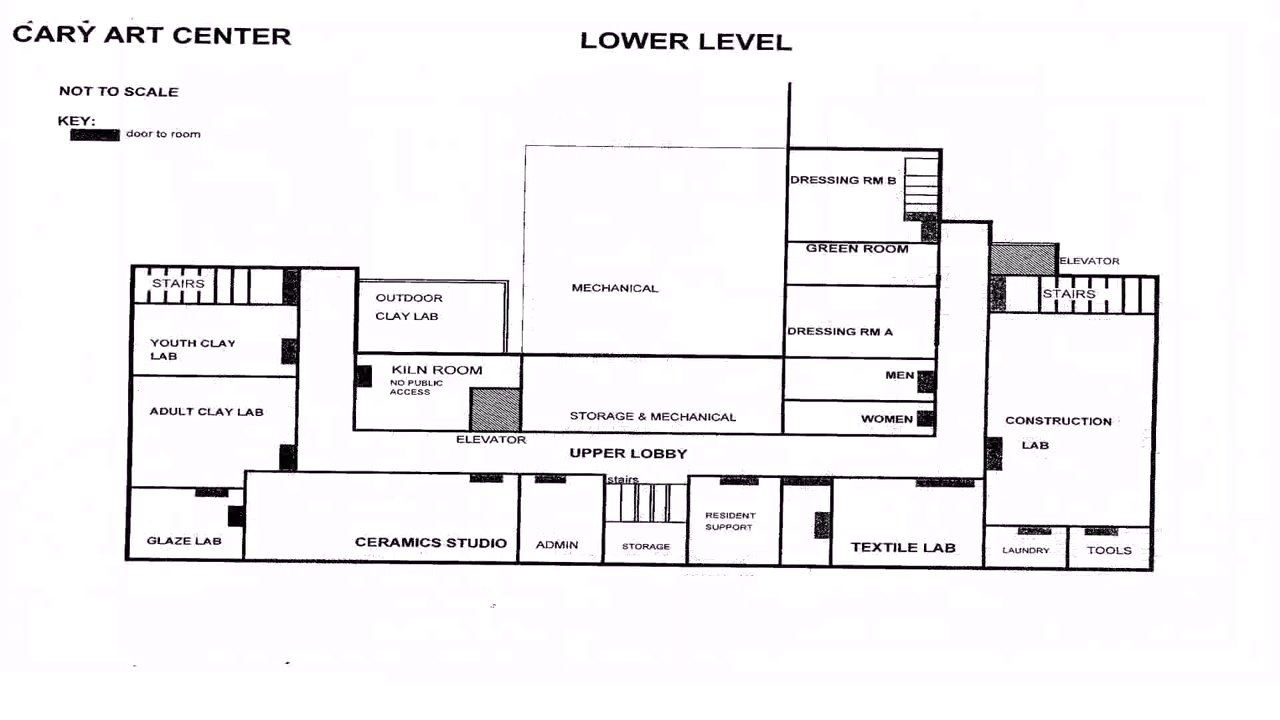 CARY ART CENTER
LOWER LEVEL
NOT TO SCALE
KEY:
door to room
DRESSING RM B
GREEN ROOM
ELEVATOR
STAIRS
STAIRS
OUTDOOR
CLAY LAB
MECHANICAL
DRESSING RM A
YOUTH CLAY
LAB
KILN ROOM
NO PUBLIC
ACCESS
MEN
ADULT CLAY LAB
STORAGE & MECHANICAL
WOMEN
CONSTRUCTION
LAB
ELEVATOR
UPPER LOBBY
stairs
RESIDENT
SUPPORT
GLAZE LAB
CERAMICS STUDIO
ADMIN
STORAGE
TEXTILE LAB
LAUNDRY
TOOLS